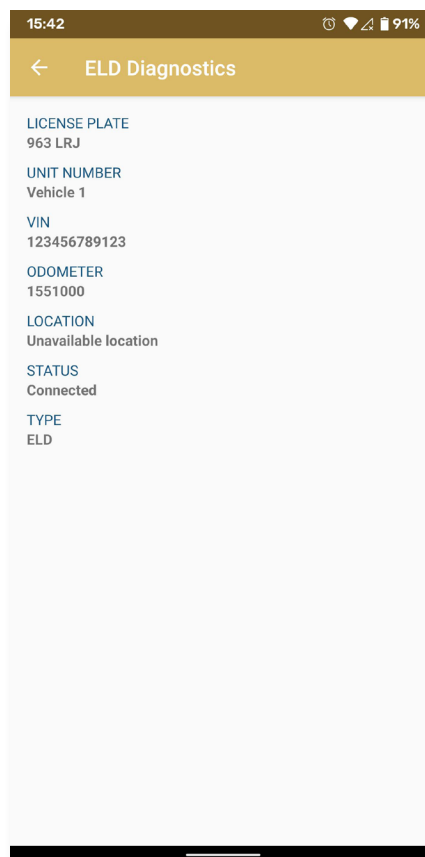 15:42 91%
ELD Diagnostics
LICENSE PLATE
963 LRJ
UNIT NUMBER
Vehicle 1
VIN
123456789123
ODOMETER
1551000
LOCATION
Unavailable location
STATUS
Connected
TYPE
ELD